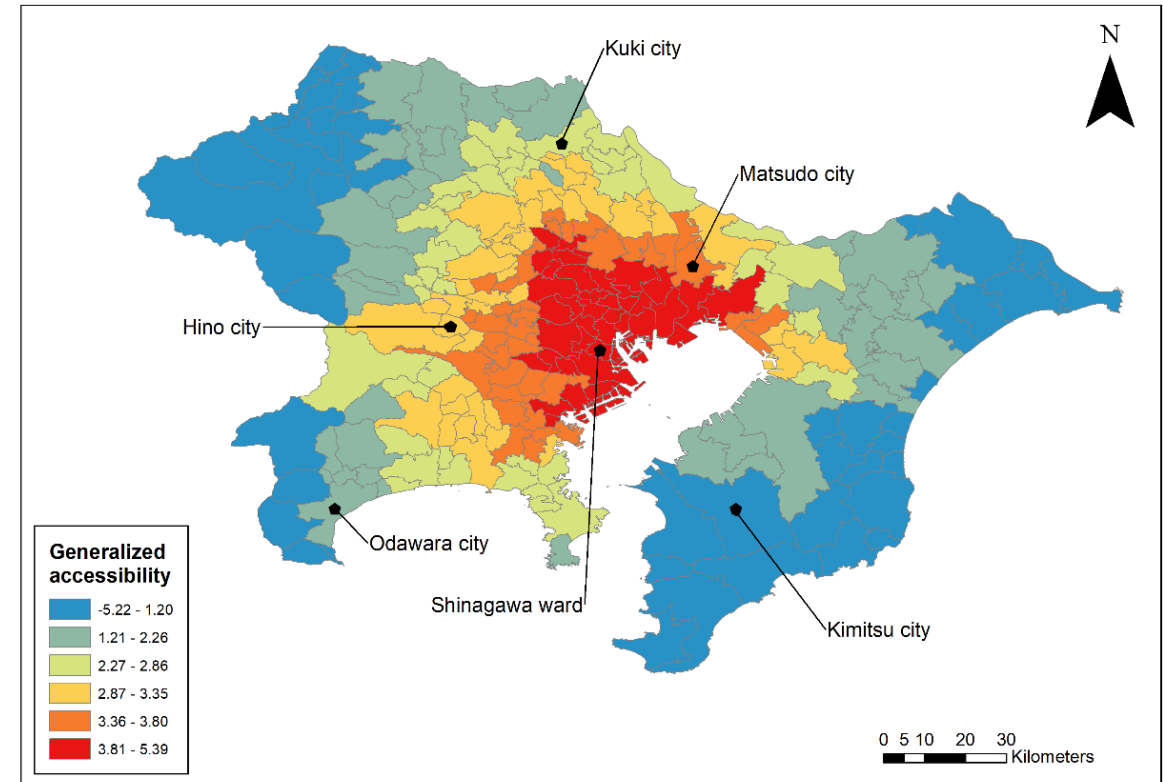 Kuki city
N
Matsudo city
Hino city
Odawara city
Shinagawa ward
Kimitsu city
Generalized
accessibility
-5.22 - 1.20
1.21 - 2.26
2.27 - 2.86
2.87 - 3.35
3.36 - 3.80
3.81 - 5.39
0 5 10 20 30
Kilometers